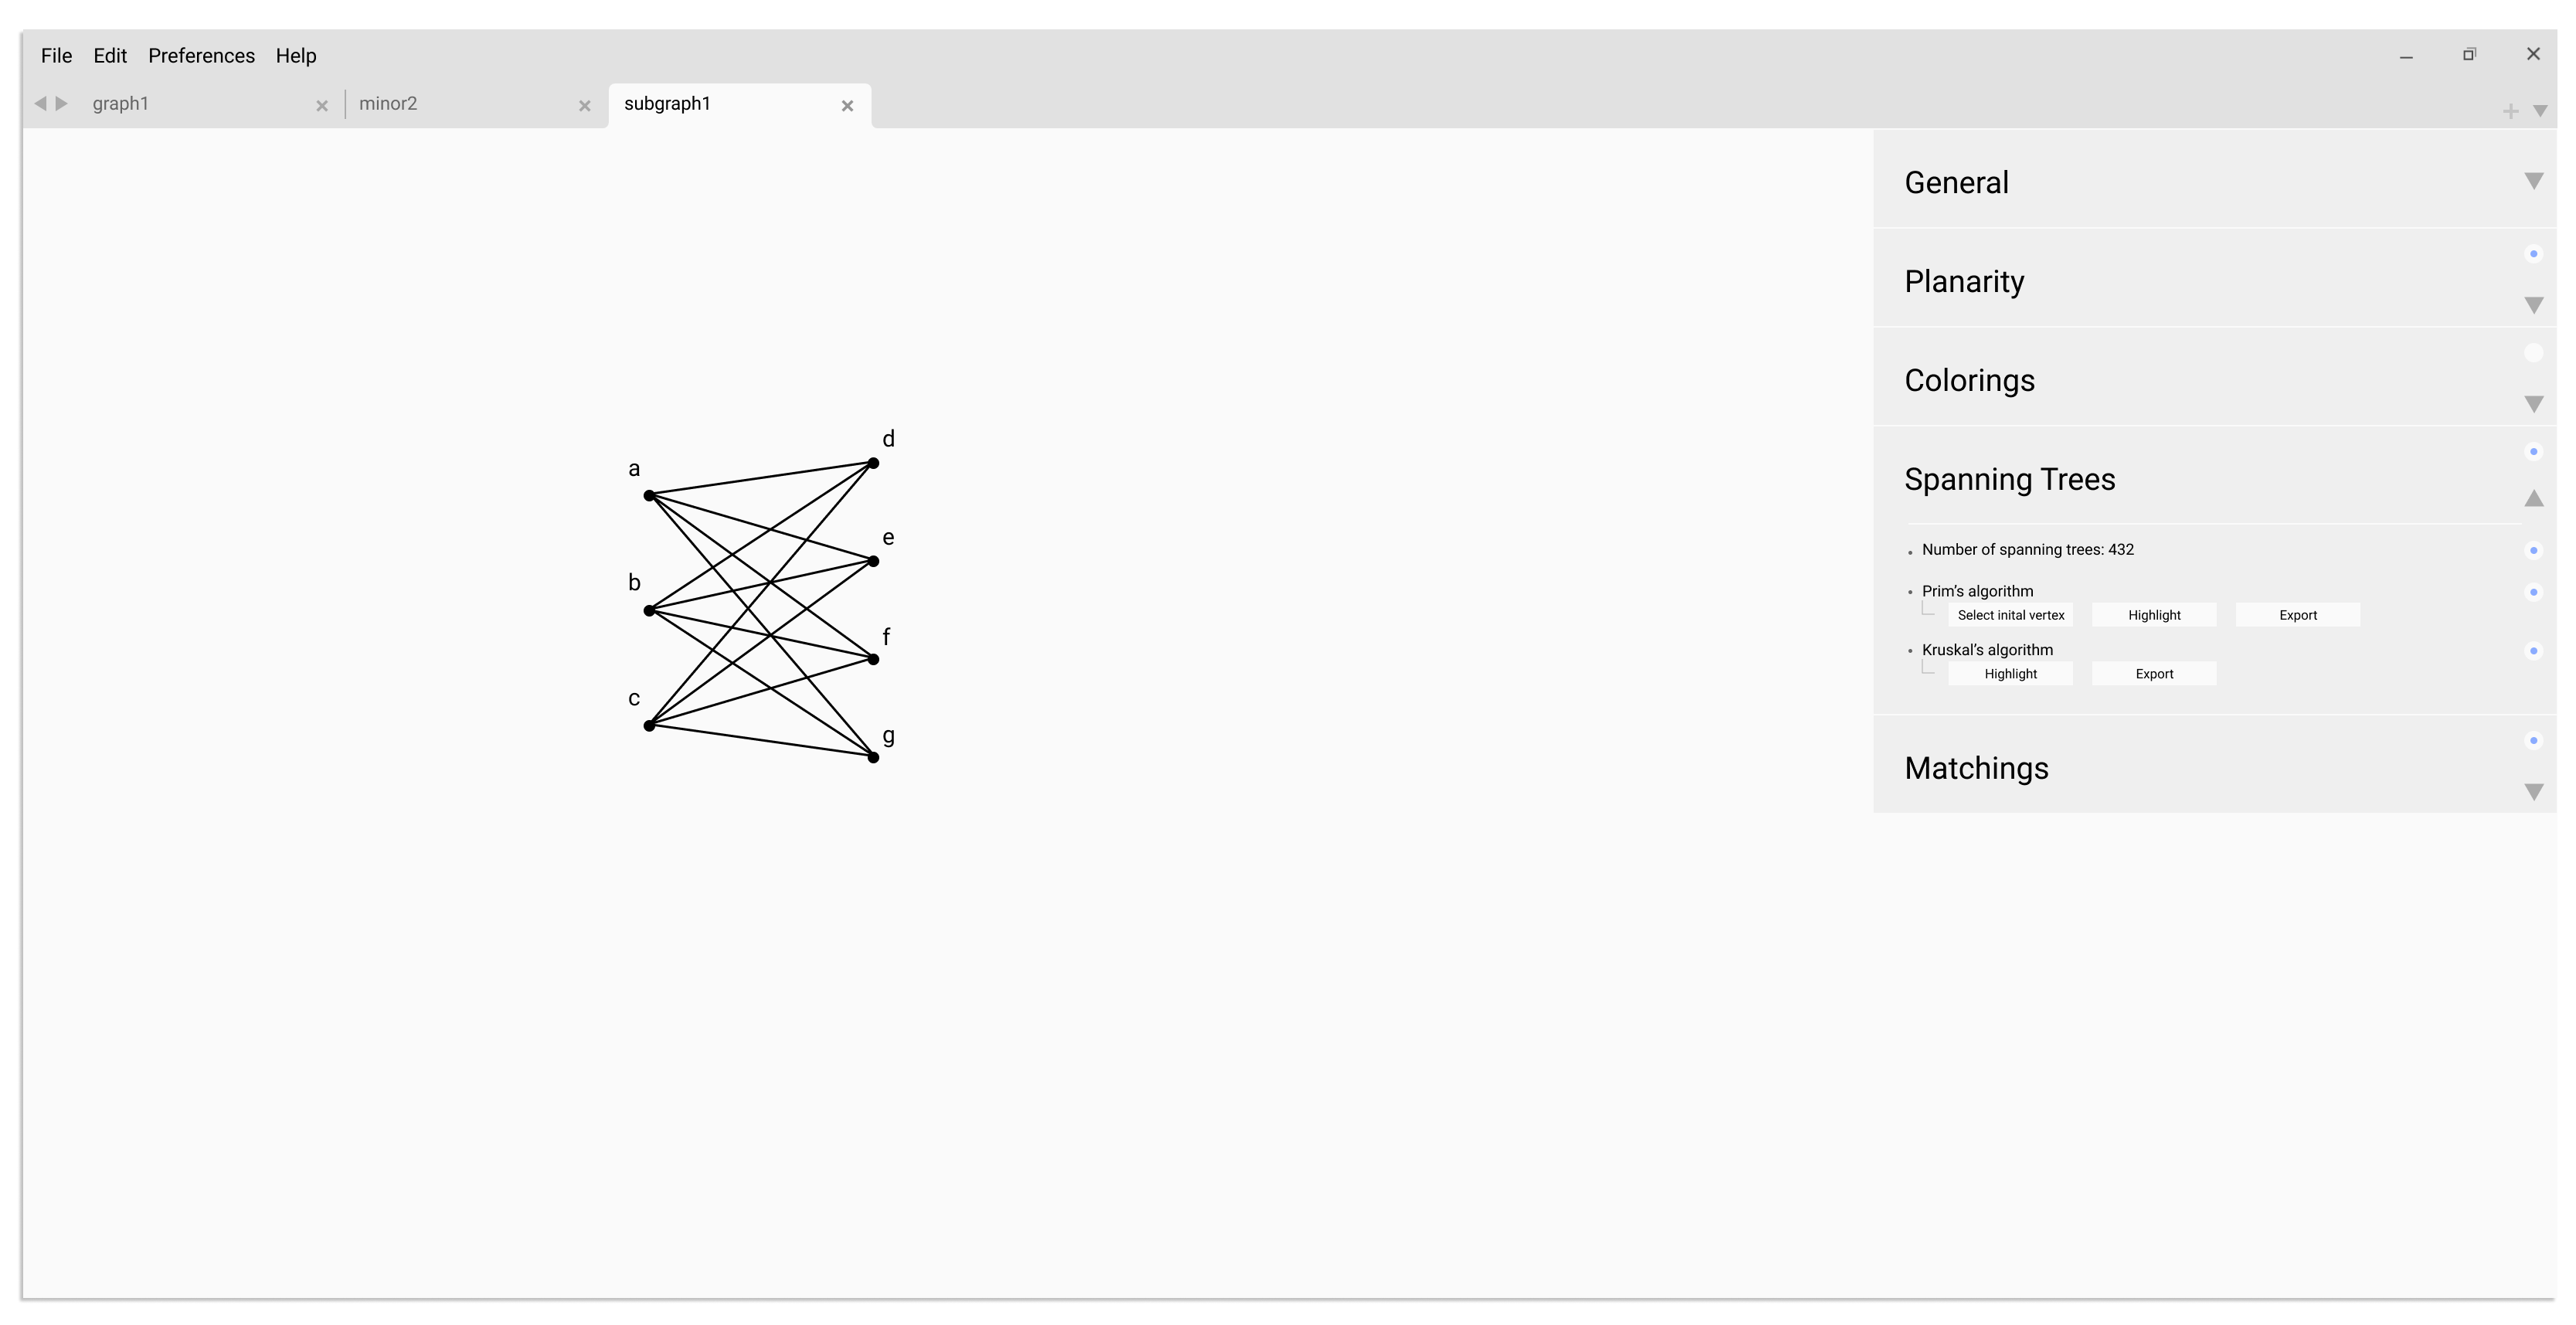 File Edit Preferences Help
graph1 minor2 subgraph1
General
Planarity
Colorings
Spanning Trees
Number of spanning trees: 432
Prim’s algorithm
Select inital vertex Highlight Export
Kruskal’s algorithm
Highlight Export
Matchings
a
b
c
d
e
f
g